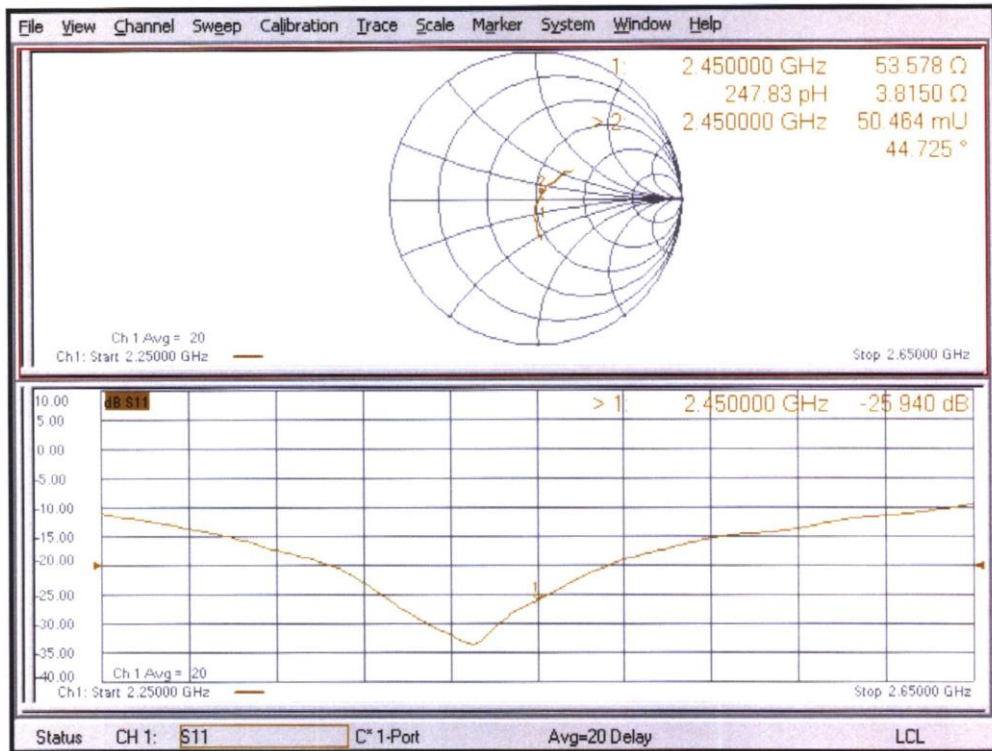 File View Channel Sweep Calibration Trace Scale Marker System Window Help
1: 2.450000 GHz 53.578 Ω
247.83 pH 3.8150 Ω
> 2: 2.450000 GHz 50.464 mU
44.725 °
Ch 1 Avg = 20
Ch1: Start 2.25000 GHz Stop 2.65000 GHz
10.00 dB S11 > 1: 2.450000 GHz -25.940 dB
5.00
0.00
-5.00
-10.00
-15.00
-20.00
-25.00 1
-30.00
-35.00
-40.00 Ch 1 Avg = 20
Ch1: Start 2.25000 GHz Stop 2.65000 GHz
Status CH 1: S11 C* 1-Port Avg=20 Delay LCL